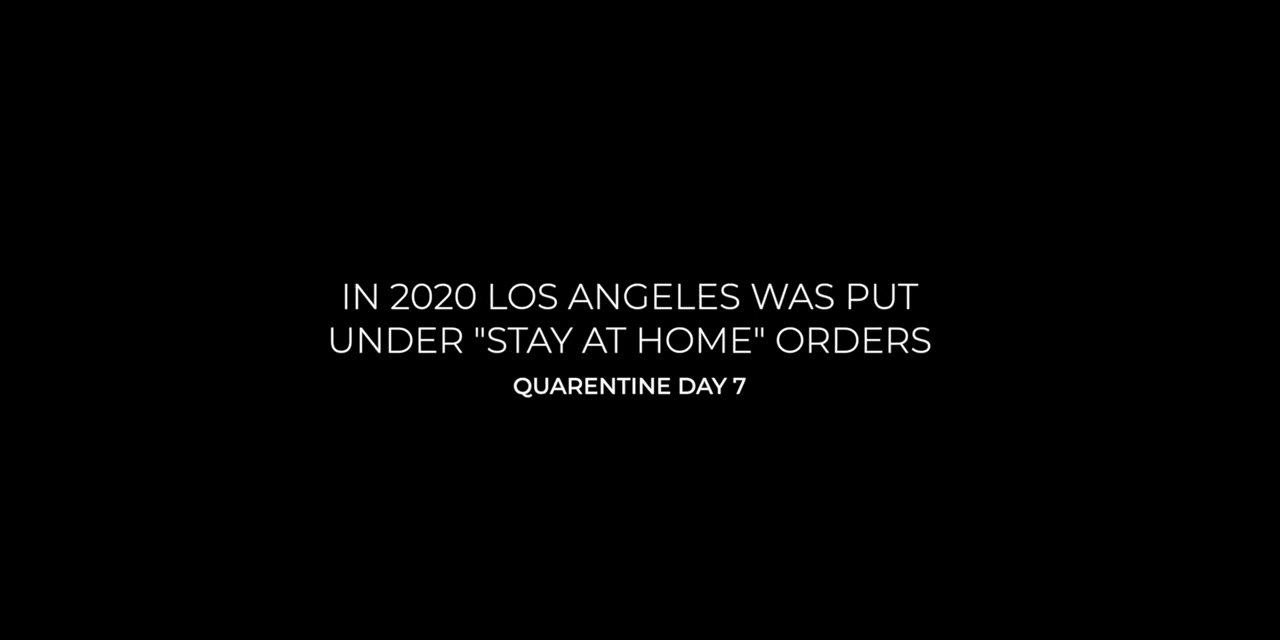 IN 2020 LOS ANGELES WAS PUT
UNDER "STAY AT HOME" ORDERS
QUARENTINE DAY 7